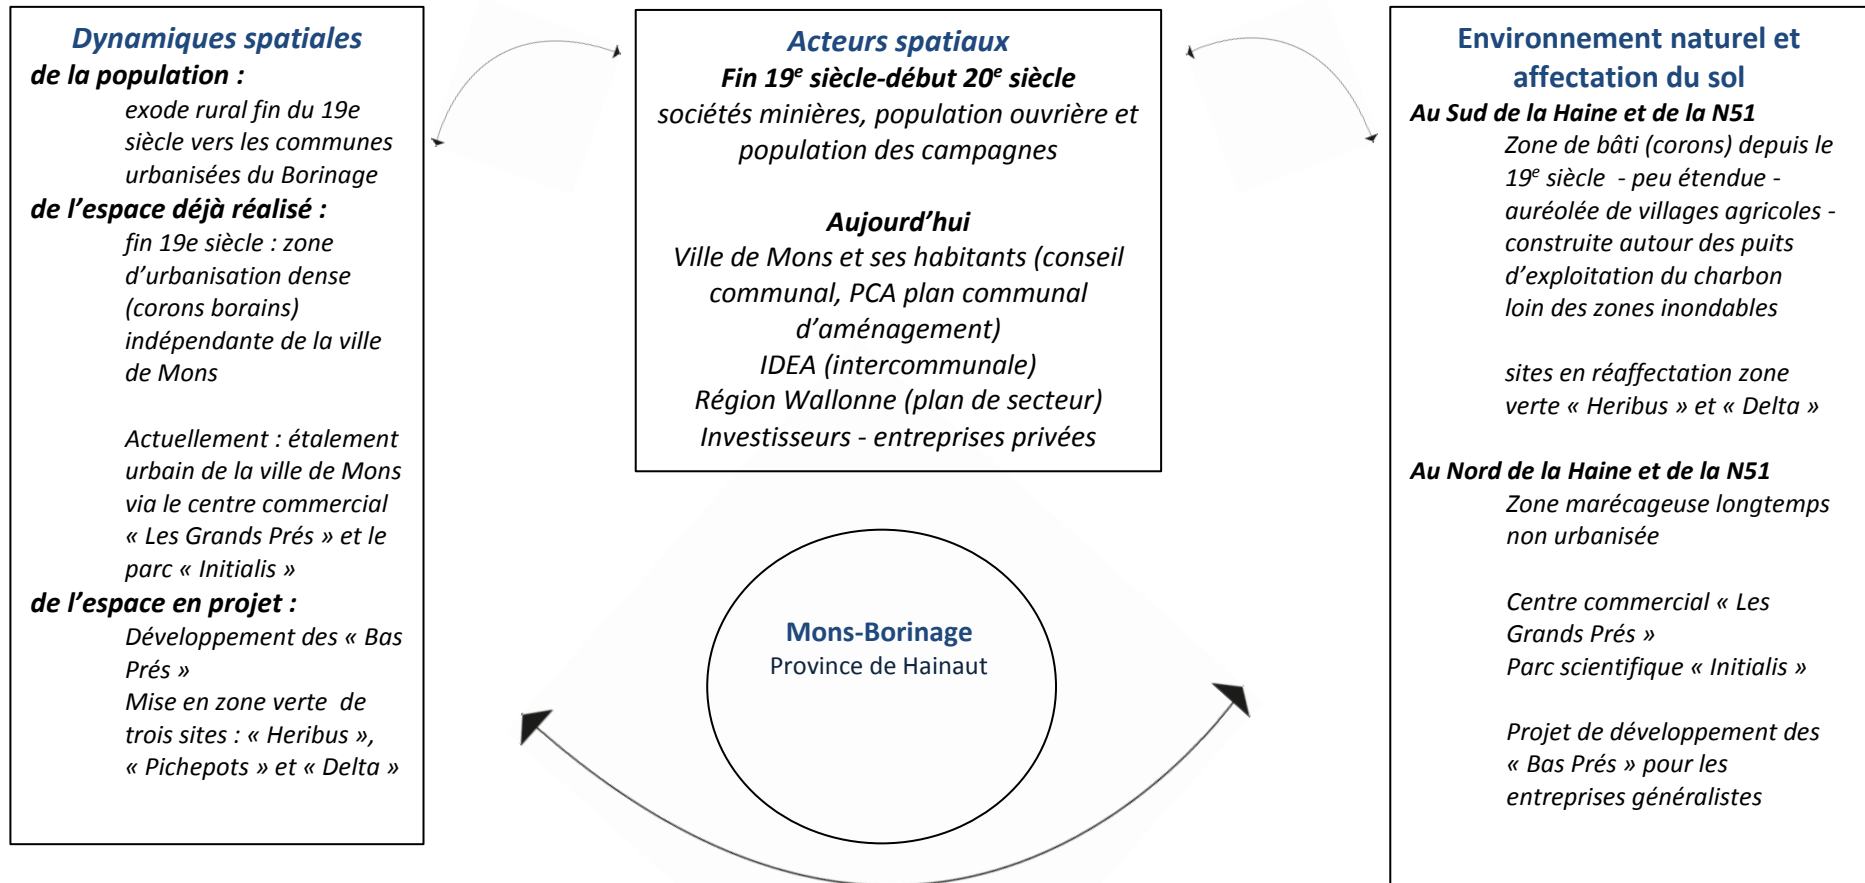 Dynamiques spatiales
de la population :
exode rural fin du 19e
siècle vers les communes
urbanisées du Borinage
de l’espace déjà réalisé :
fin 19e siècle : zone
d’urbanisation dense
(corons borains)
indépendante de la ville
de Mons
Actuellement : étalement
urbain de la ville de Mons
via le centre commercial
« Les Grands Prés » et le
parc « Initialis »
de l’espace en projet :
Développement des « Bas
Prés »
Mise en zone verte de
trois sites : « Heribus »,
« Pichepots » et « Delta »
Acteurs spatiaux
Fin 19e siècle-début 20e siècle
sociétés minières, population ouvrière et
population des campagnes
Aujourd’hui
Ville de Mons et ses habitants (conseil
communal, PCA plan communal
d’aménagement)
IDEA (intercommunale)
Région Wallonne (plan de secteur)
Investisseurs - entreprises privées
Mons-Borinage
Province de Hainaut
Environnement naturel et
affectation du sol
Au Sud de la Haine et de la N51
Zone de bâti (corons) depuis le
19e siècle - peu étendue -
auréolée de villages agricoles -
construite autour des puits
d’exploitation du charbon
loin des zones inondables
sites en réaffectation zone
verte « Heribus » et « Delta »
Au Nord de la Haine et de la N51
Zone marécageuse longtemps
non urbanisée
Centre commercial « Les
Grands Prés »
Parc scientifique « Initialis »
Projet de développement des
« Bas Prés » pour les
entreprises généralistes